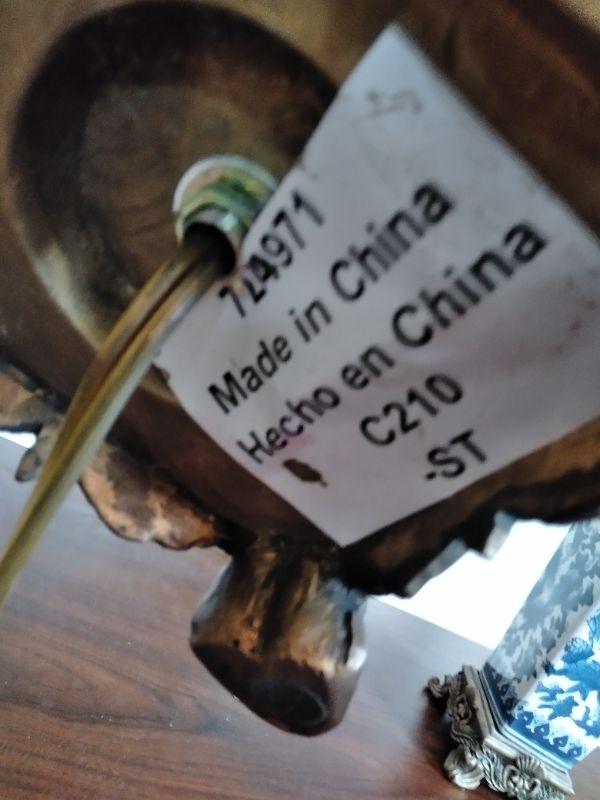 724971
Made in China
Hecho en China
C210
-ST